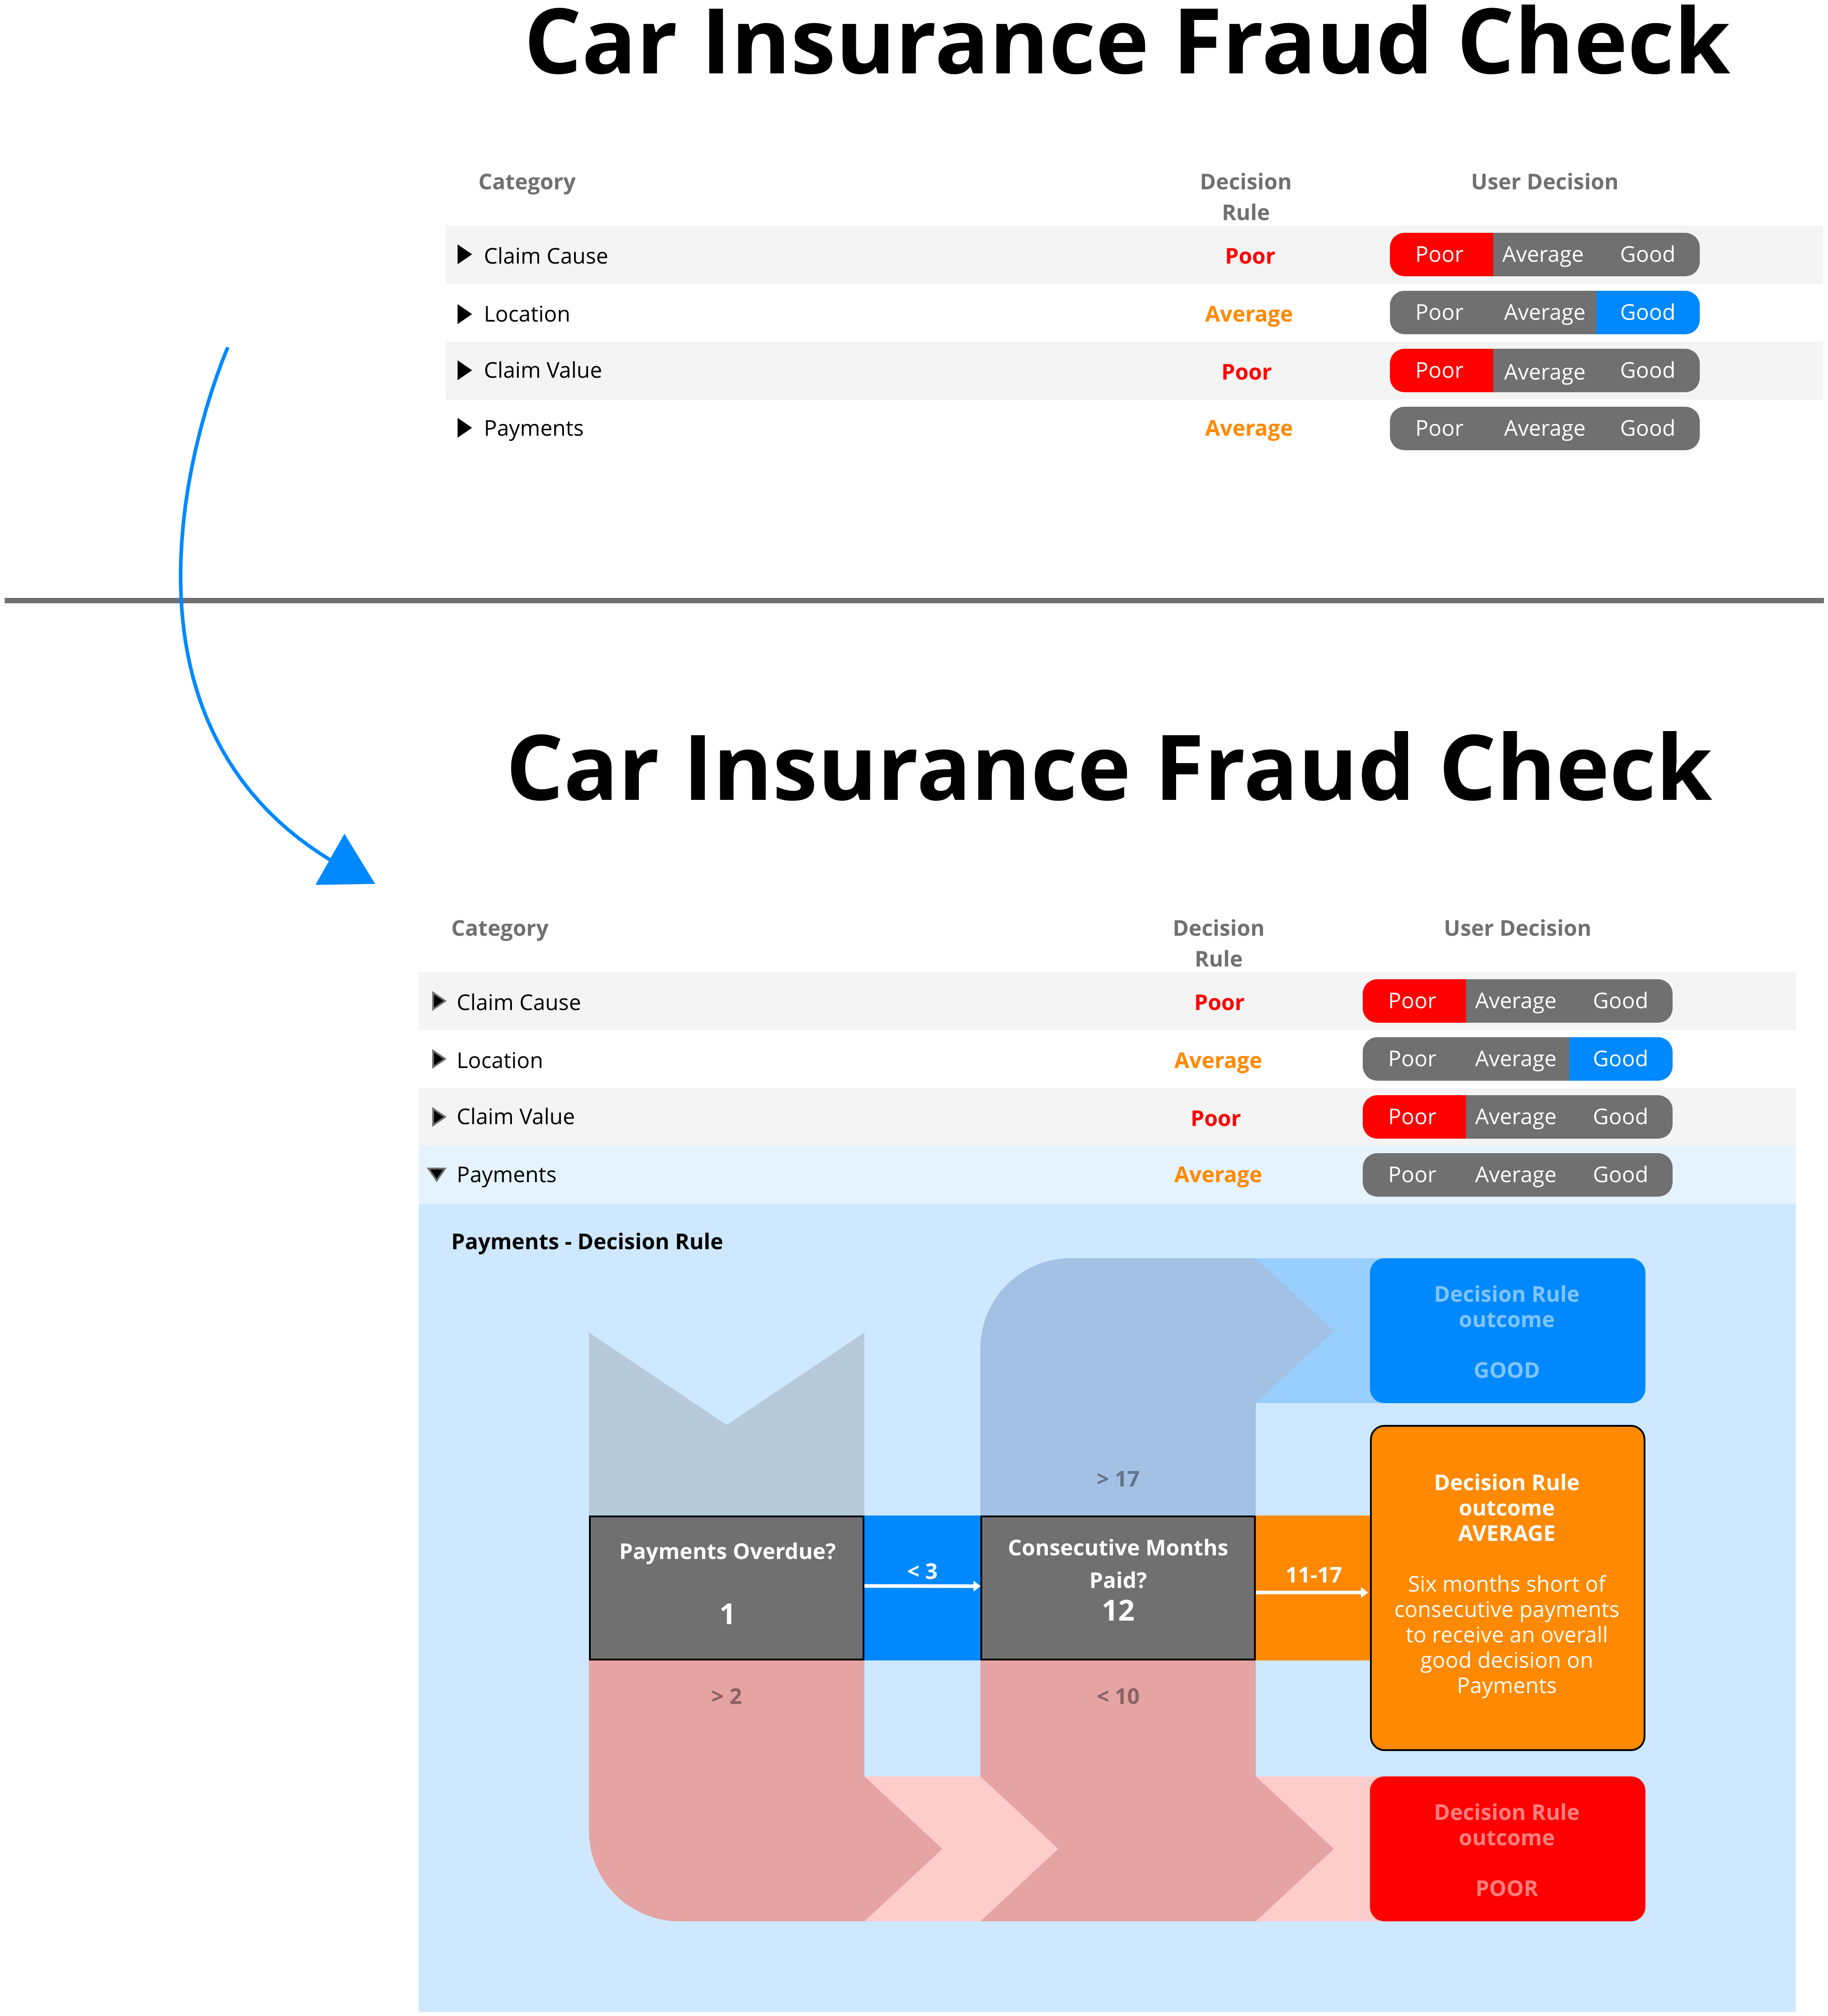 Car Insurance Fraud Check
Category
Decision
Rule
User Decision
Claim Cause
Poor
Poor Average Good
Location
Average
Poor Average Good
Claim Value
Poor
Poor Average Good
Payments
Average
Poor Average Good
Car Insurance Fraud Check
Category
Decision
Rule
User Decision
Claim Cause
Poor
Poor Average Good
Location
Average
Poor Average Good
Claim Value
Poor
Poor Average Good
Payments
Average
Poor Average Good
Payments - Decision Rule
Decision Rule
outcome
GOOD
> 17
Payments Overdue?
1
< 3
Consecutive Months
Paid?
12
11-17
Decision Rule
outcome
AVERAGE
Six months short of
consecutive payments
to receive an overall
good decision on
Payments
> 2
< 10
Decision Rule
outcome
POOR